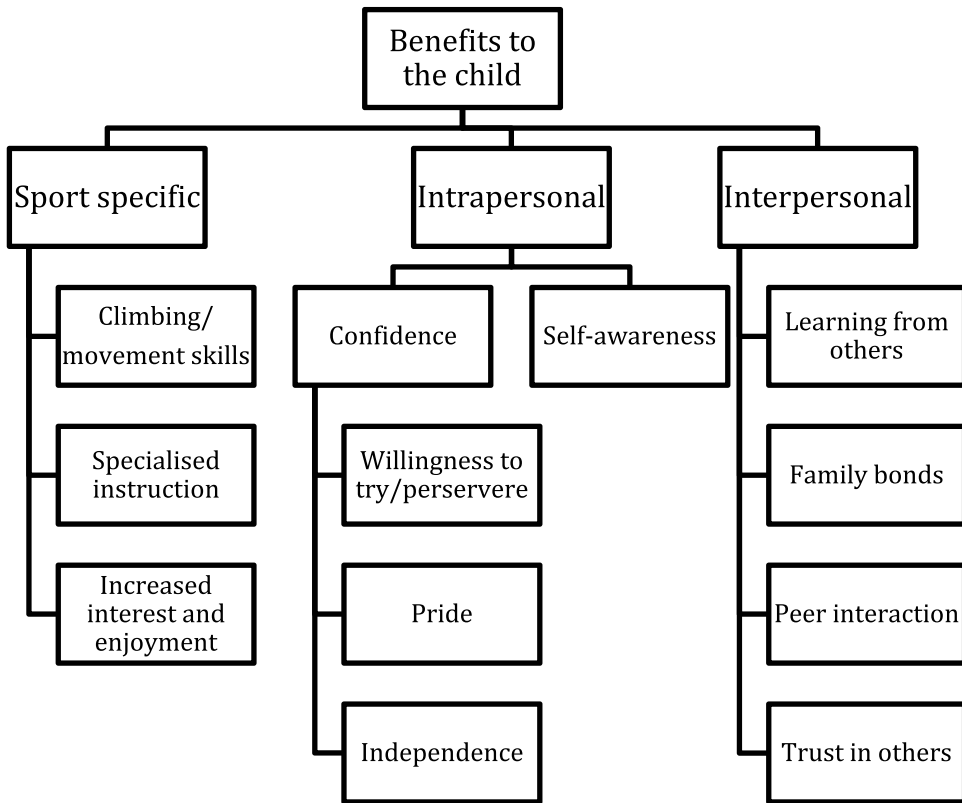 Benefits to
the child
Sport specific
Intrapersonal
Interpersonal
Climbing/
movement skills
Specialised
instruction
Increased
interest and
enjoyment
Confidence
Self-awareness
Willingness to
try/perservere
Pride
Independence
Learning from
others
Family bonds
Peer interaction
Trust in others